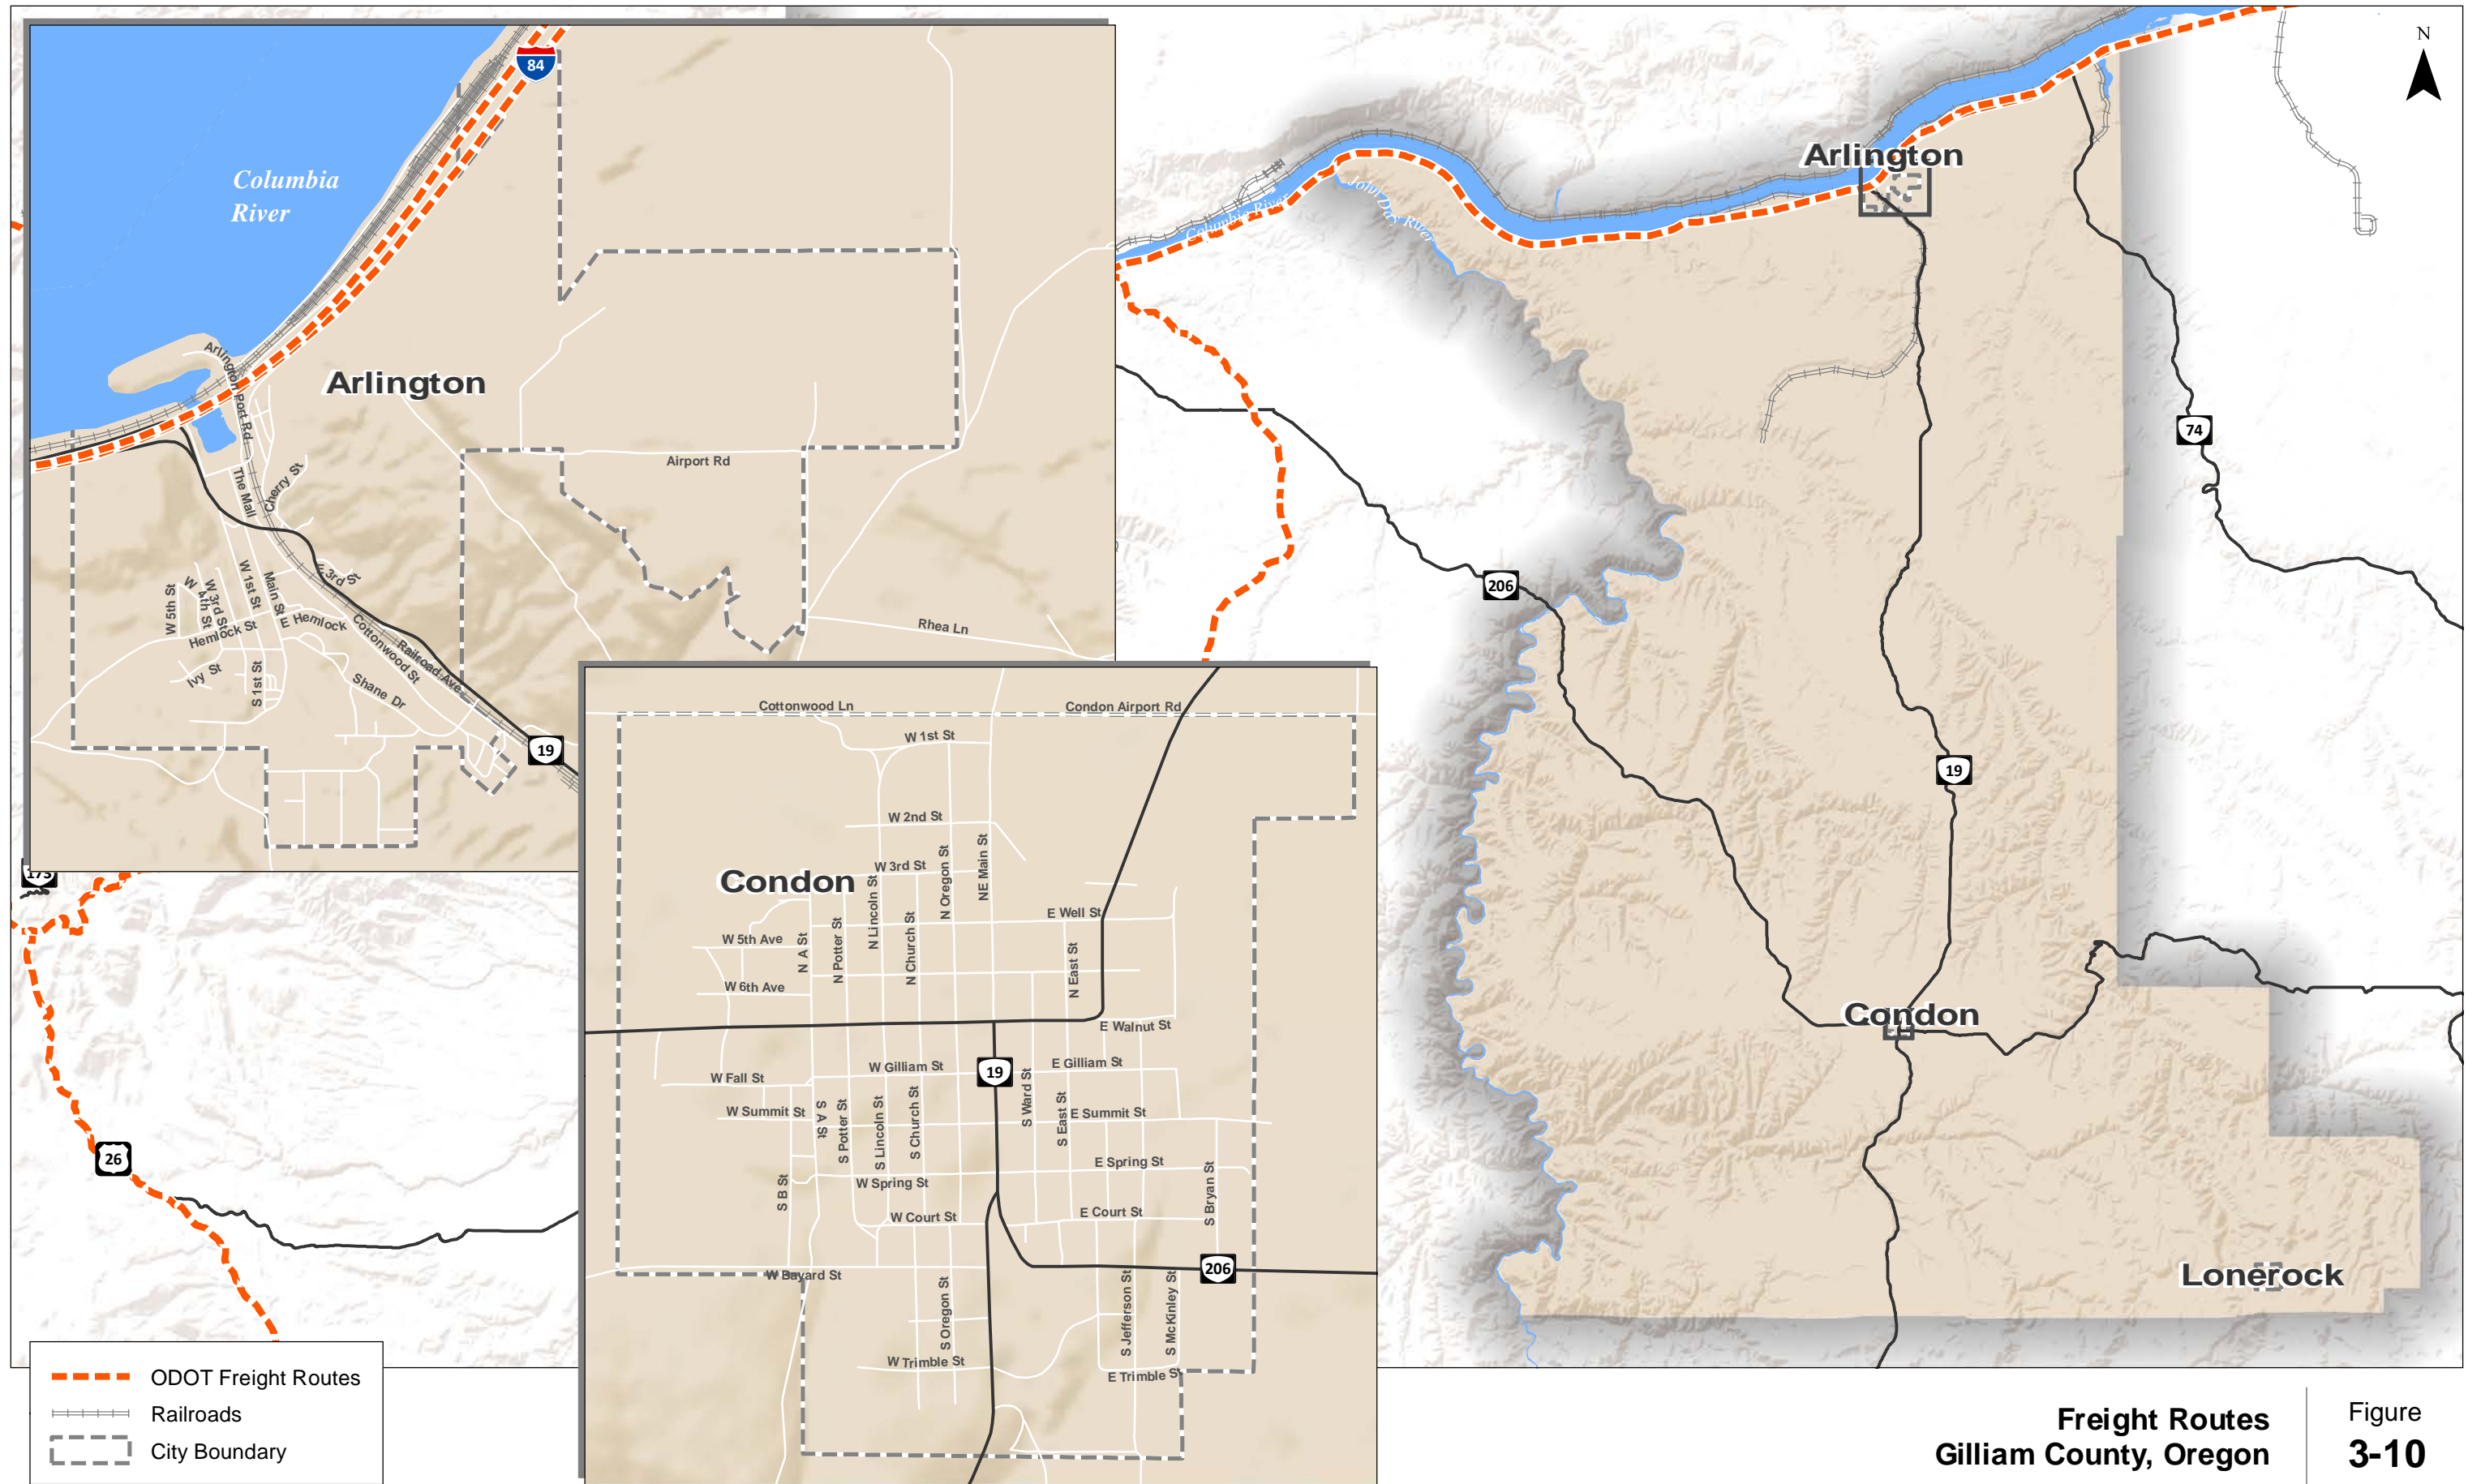 N
84
Columbia
River
Arlington
Arlington Port Rd
The Mall
Cherry St
Airport Rd
Rhea Ln
E 3rd St
W 5th St
W 4th St
W 3rd St
W 1st St
Main St
Hemlock St
E Hemlock
Cottonwood St
Railroad Ave
Ivy St
S 1st St
Shane Dr
19
Arlington
Columbia River
John Day River
74
206
19
Condon
Lonerock
173
26
Cottonwood Ln
Condon Airport Rd
W 1st St
W 2nd St
W 3rd St
Condon
N Lincoln St
N Oregon St
NE Main St
E Well St
W 5th Ave
N A St
N Potter St
N Church St
N East St
W 6th Ave
E Walnut St
W Gilliam St
19
E Gilliam St
W Fall St
S Ward St
W Summit St
S A St
S Potter St
S Lincoln St
S Church St
S East St
E Summit St
E Spring St
S B St
W Spring St
S Bryan St
W Court St
E Court St
206
W Bayard St
S Oregon St
S Jefferson St
S McKinley St
W Trimble St
E Trimble St
ODOT Freight Routes
Railroads
City Boundary
Freight Routes
Gilliam County, Oregon
Figure
3-10